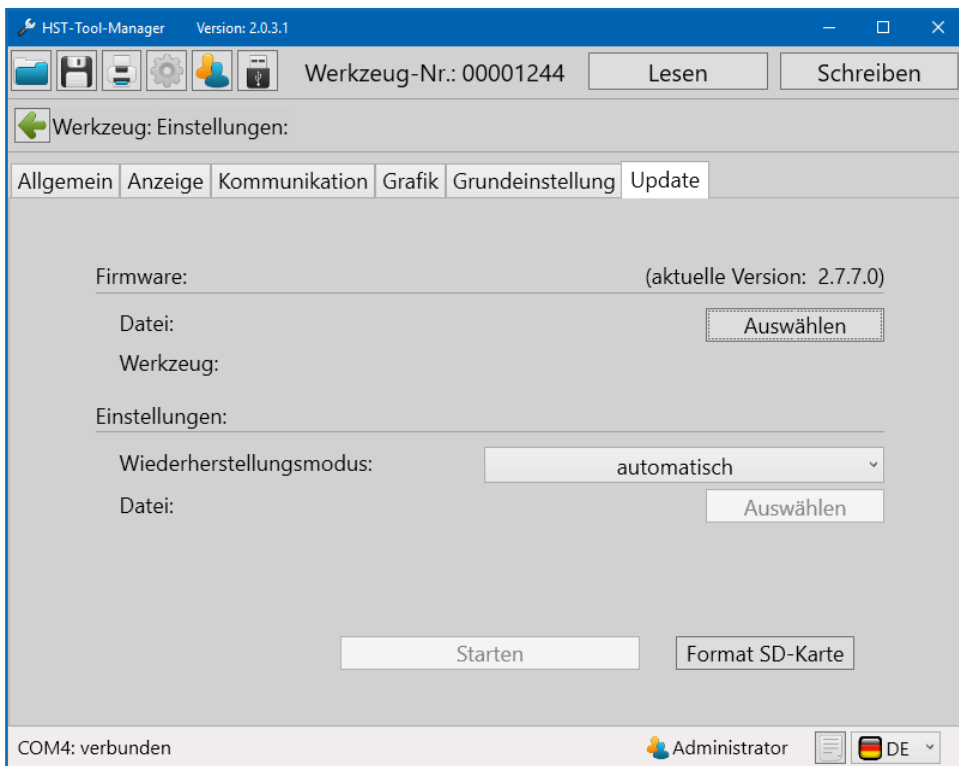 HST-Tool-Manager Version: 2.0.3.1
Werkzeug-Nr.: 00001244 Lesen Schreiben
Werkzeug: Einstellungen:
Allgemein Anzeige Kommunikation Grafik Grundeinstellung Update
Firmware: (aktuelle Version: 2.7.7.0)
Datei: Auswählen
Werkzeug:
Einstellungen:
Wiederherstellungsmodus: automatisch
Datei: Auswählen
Starten Format SD-Karte
COM4: verbunden Administrator DE